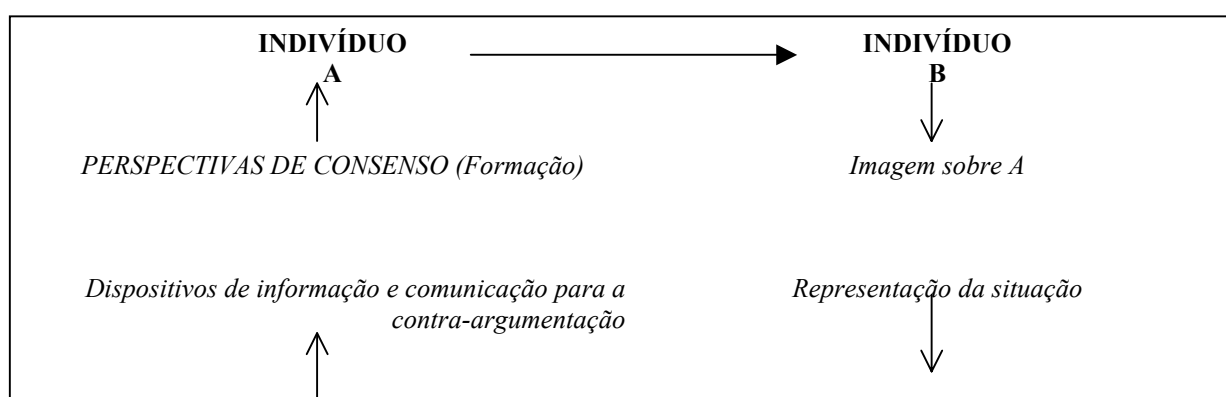 INDIVÍDUO
A
INDIVÍDUO
B
PERSPECTIVAS DE CONSENSO (Formação)
Imagem sobre A
Dispositivos de informação e comunicação para a
contra-argumentação
Representação da situação